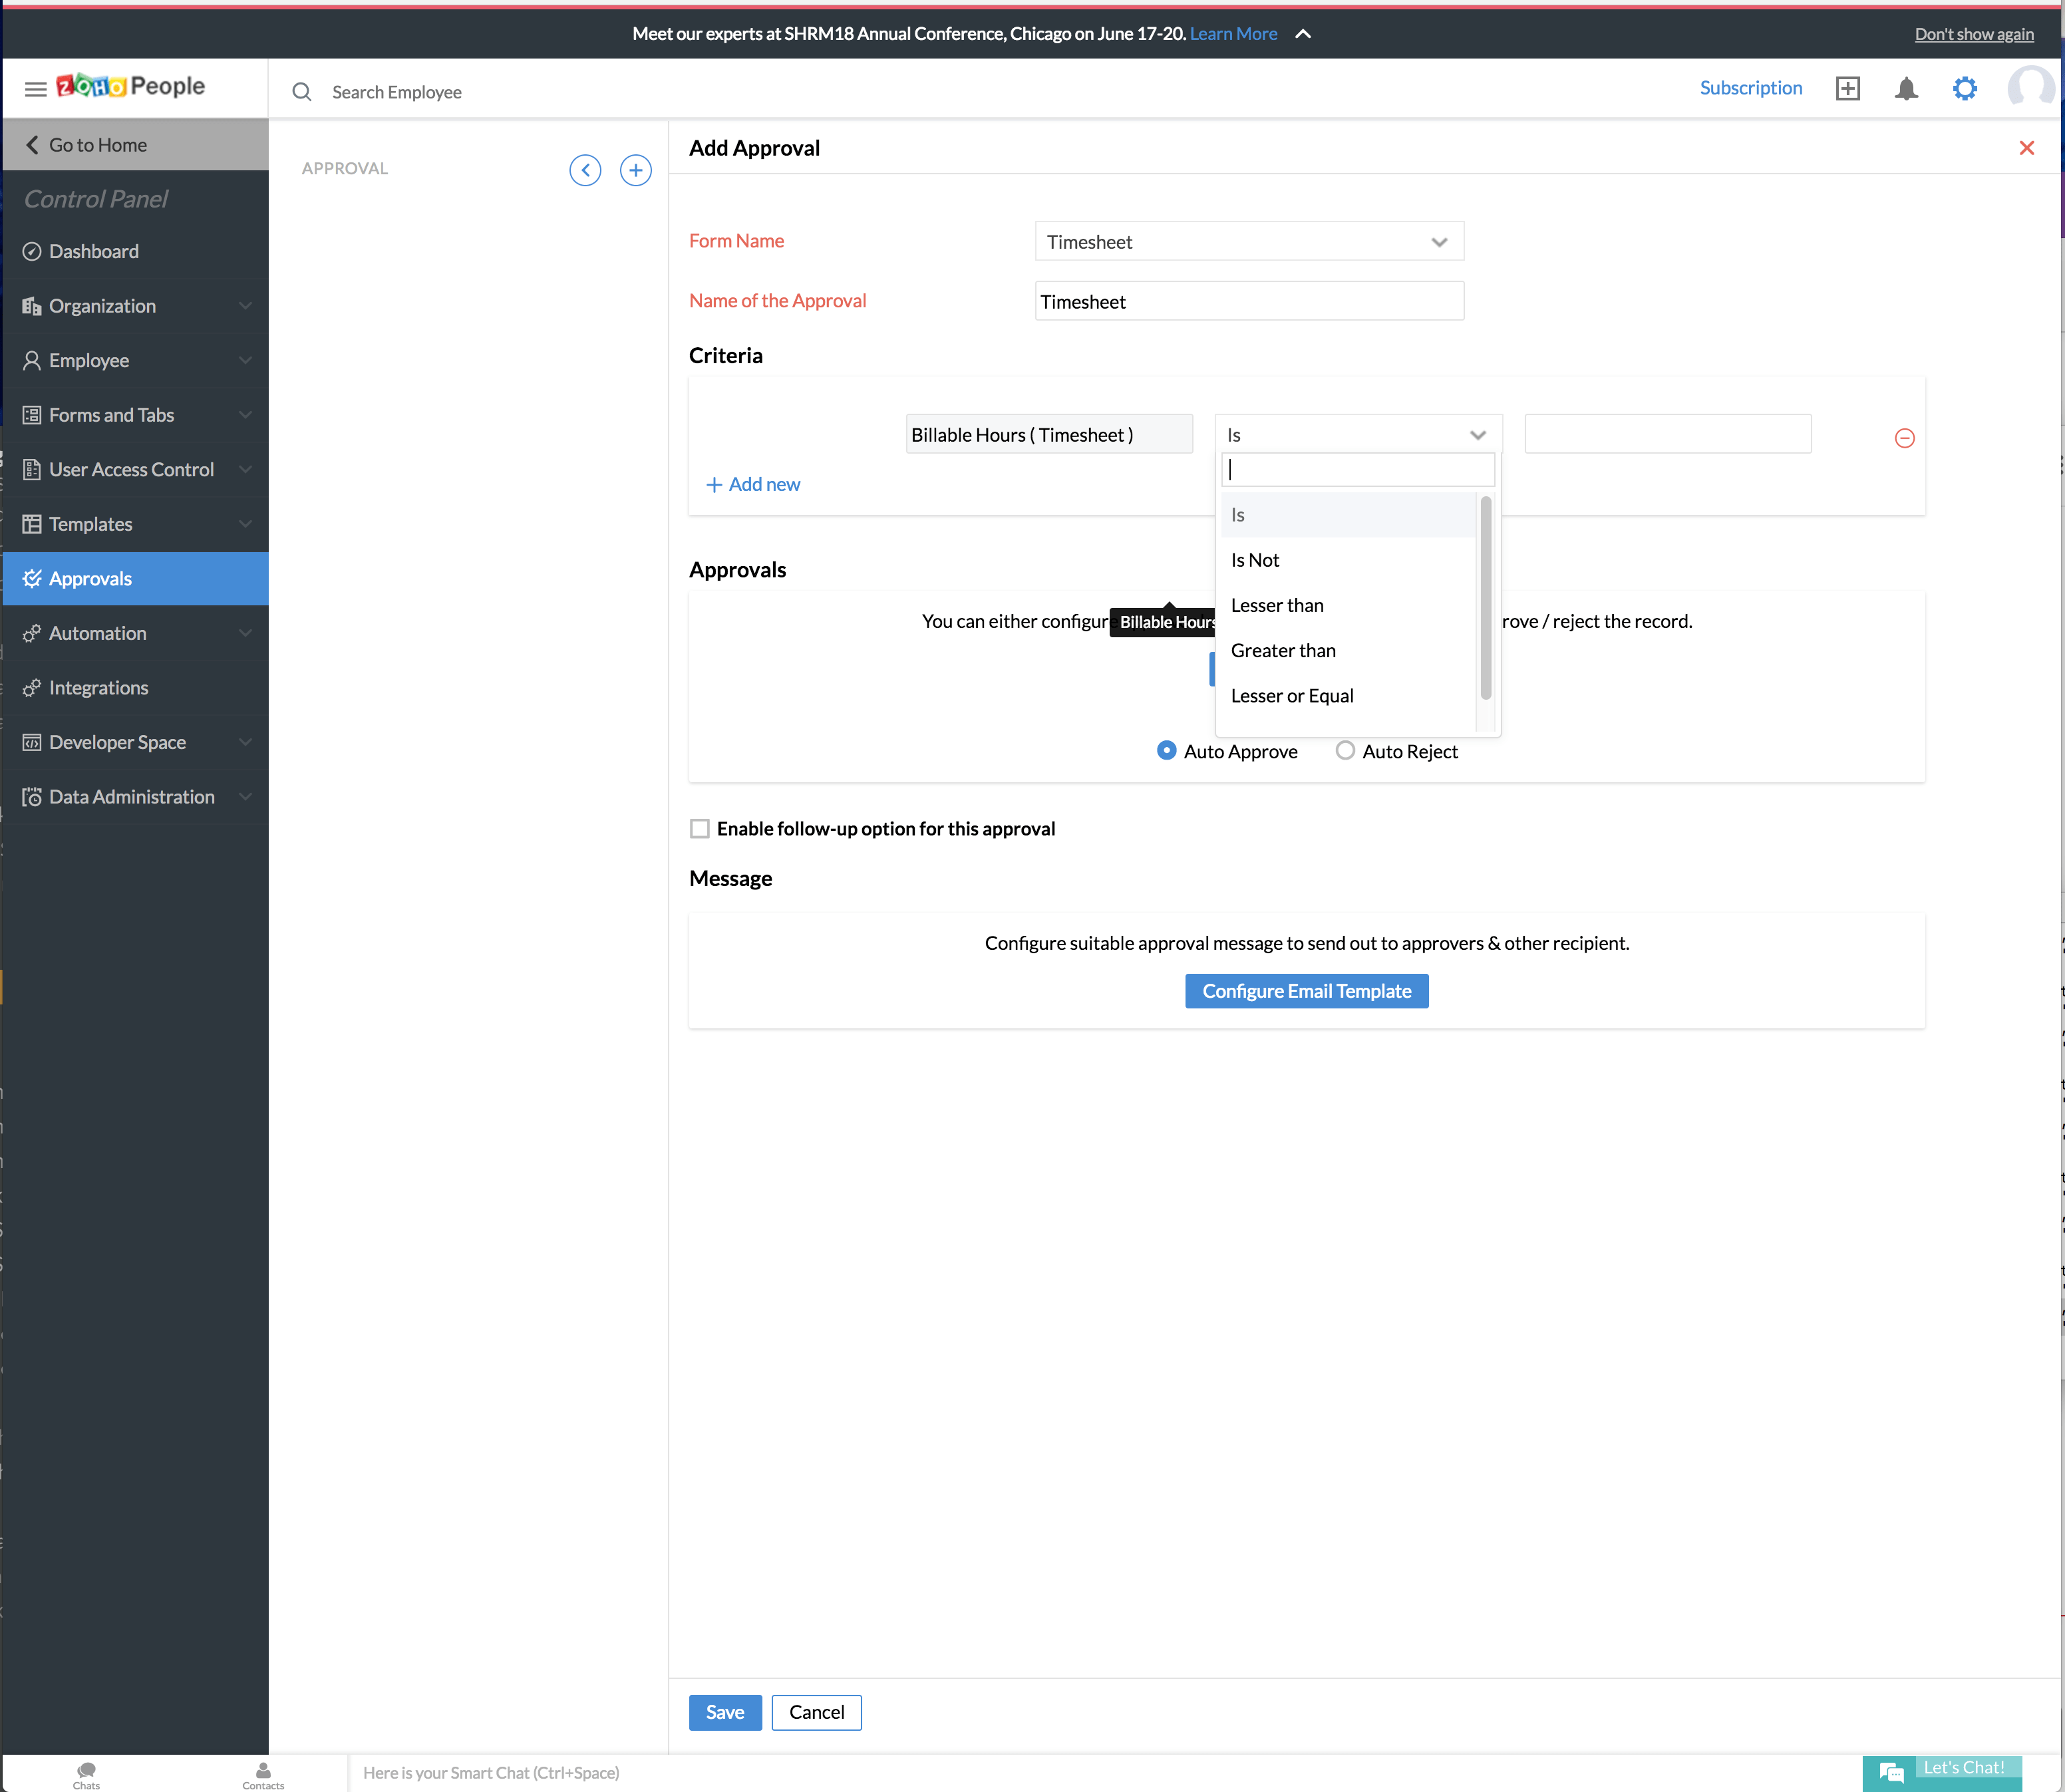 Meet our experts at SHRM18 Annual Conference, Chicago on June 17-20. Learn More
Don't show again
ZOHO People
Search Employee
Subscription
Go to Home
Control Panel
Dashboard
Organization
Employee
Forms and Tabs
User Access Control
Templates
Approvals
Automation
Integrations
Developer Space
Data Administration
APPROVAL
Add Approval
Form Name
Timesheet
Name of the Approval
Timesheet
Criteria
Billable Hours ( Timesheet )
Is
+ Add new
Is
Is Not
Lesser than
Greater than
Lesser or Equal
Approvals
You can either configure
Billable Hours
rove / reject the record.
Auto Approve
Auto Reject
Enable follow-up option for this approval
Message
Configure suitable approval message to send out to approvers & other recipient.
Configure Email Template
Save
Cancel
Chats
Contacts
Here is your Smart Chat (Ctrl+Space)
Let's Chat!